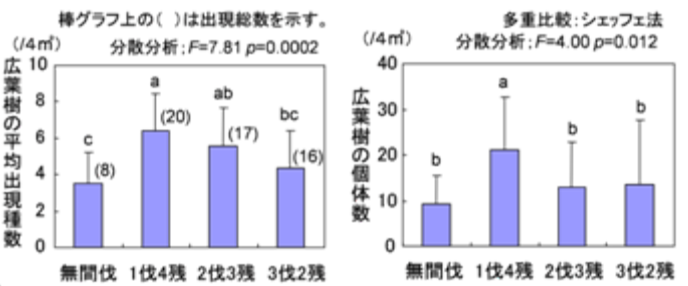 棒グラフ上の( )は出現総数を示す。
(/4㎡)
分散分析;F=7.81 p=0.0002
広葉樹の平均出現種数
10
8
6
4
2
0
c
(8)
a
(20)
ab
(17)
bc
(16)
無間伐 1伐4残 2伐3残 3伐2残
多重比較:シェッフェ法
(/4㎡)
分散分析;F=4.00 p=0.012
広葉樹の個体数
40
30
20
10
0
b
a
b
b
無間伐 1伐4残 2伐3残 3伐2残